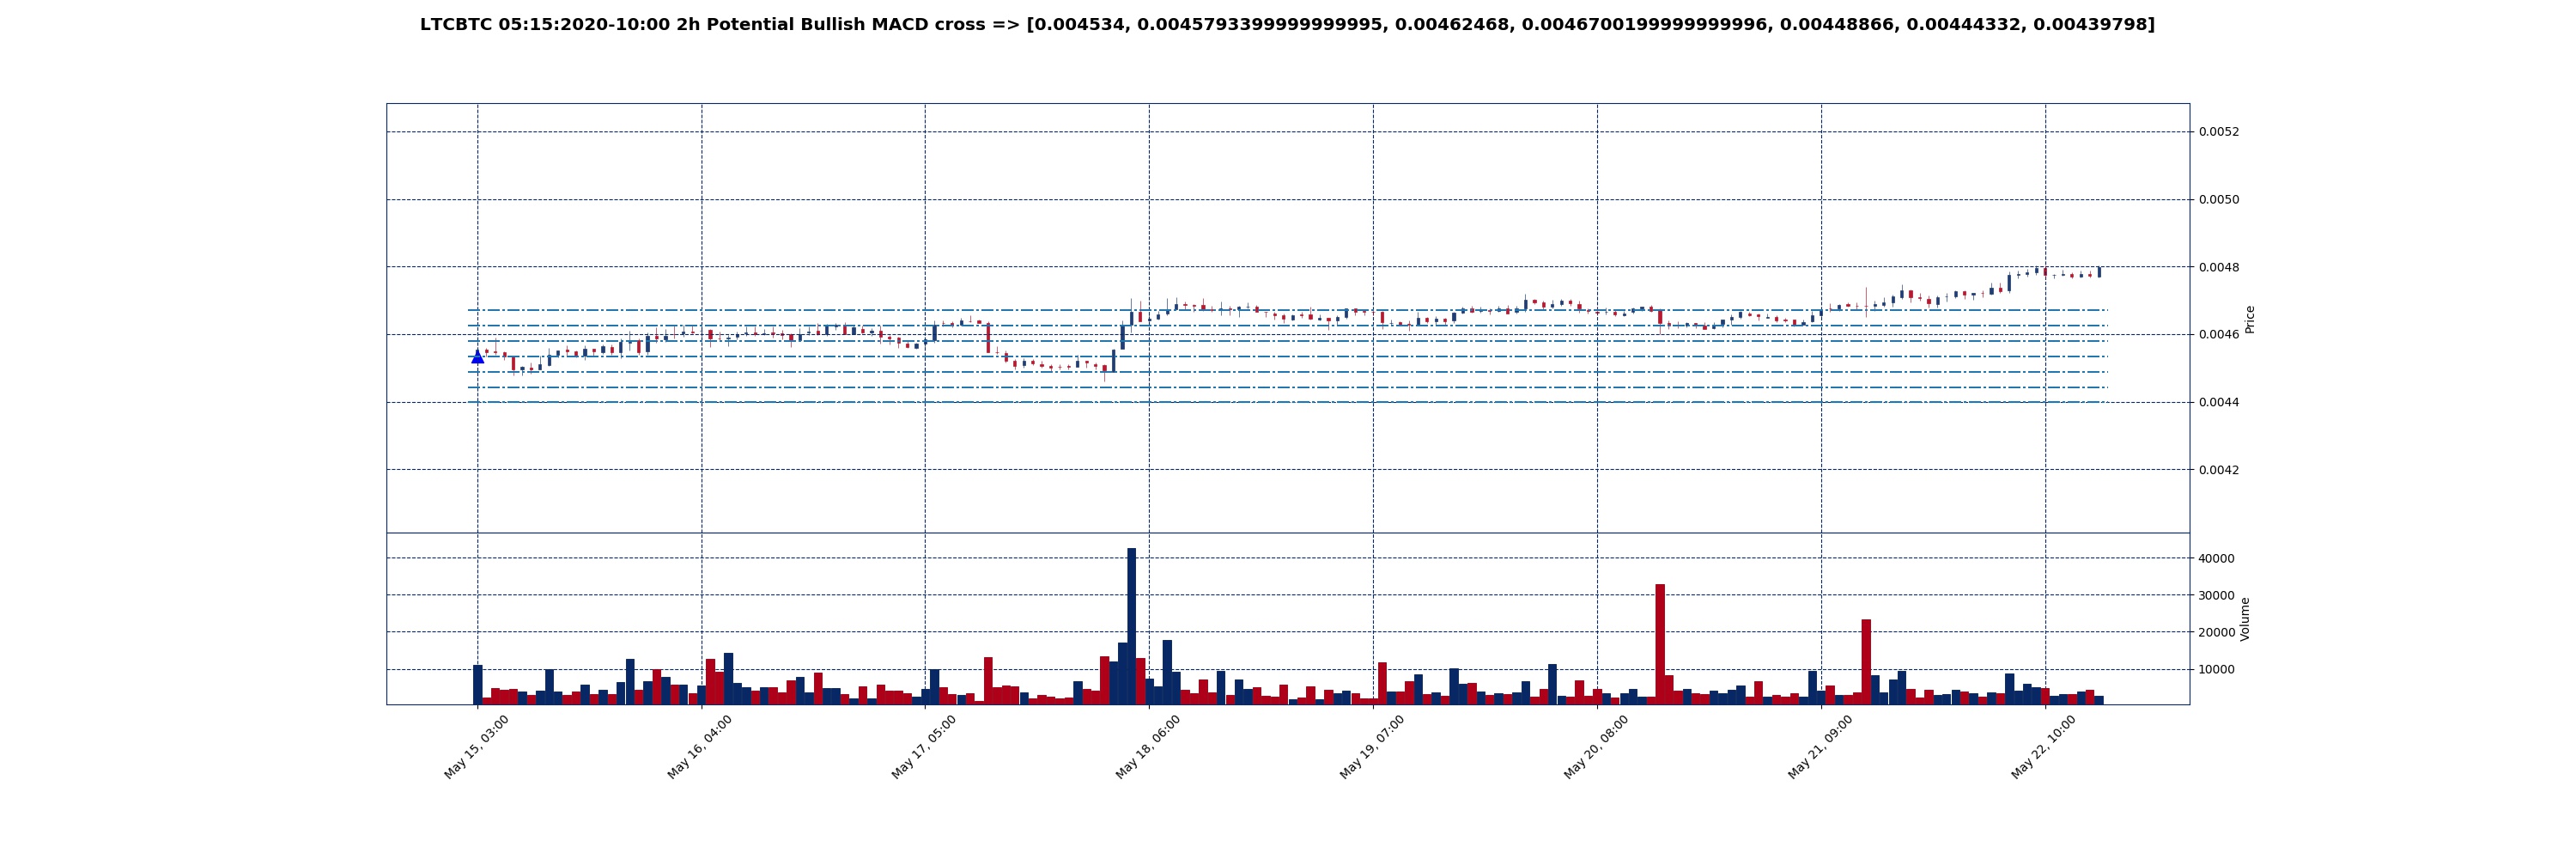 LTCBTC 05:15:2020-10:00 2h Potential Bullish MACD cross => [0.004534, 0.0045793399999999995, 0.00462468, 0.0046700199999999996, 0.00448866, 0.00444332, 0.00439798]
0.0052
0.0050
0.0048
0.0046
0.0044
0.0042
Price
40000
30000
20000
10000
Volume
May 15, 03:00
May 16, 04:00
May 17, 05:00
May 18, 06:00
May 19, 07:00
May 20, 08:00
May 21, 09:00
May 22, 10:00